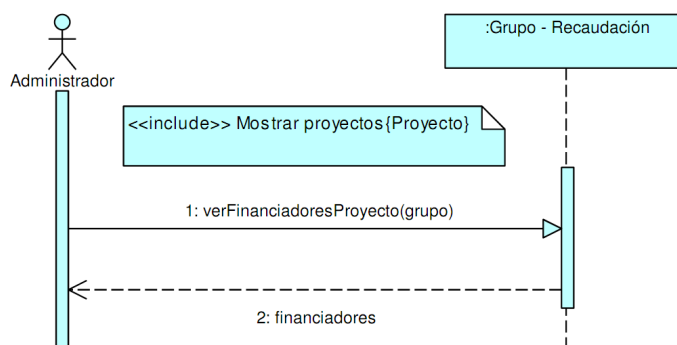 :Grupo - Recaudación
Administrador
<<include>> Mostrar proyectos{Proyecto}
1: verFinanciadoresProyecto(grupo)
2: financiadores